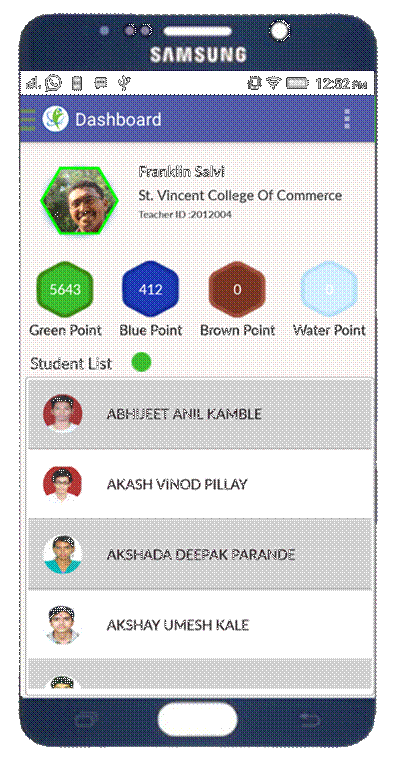 SAMSUNG
12:52 PM
Dashboard
Franklin Salvi
St. Vincent College Of Commerce
Teacher ID :2012004
5643
412
0
0
Green Point
Blue Point
Brown Point
Water Point
Student List
ABHIJEET ANIL KAMBLE
AKASH VINOD PILLAY
AKSHADA DEEPAK PARANDE
AKSHAY UMESH KALE